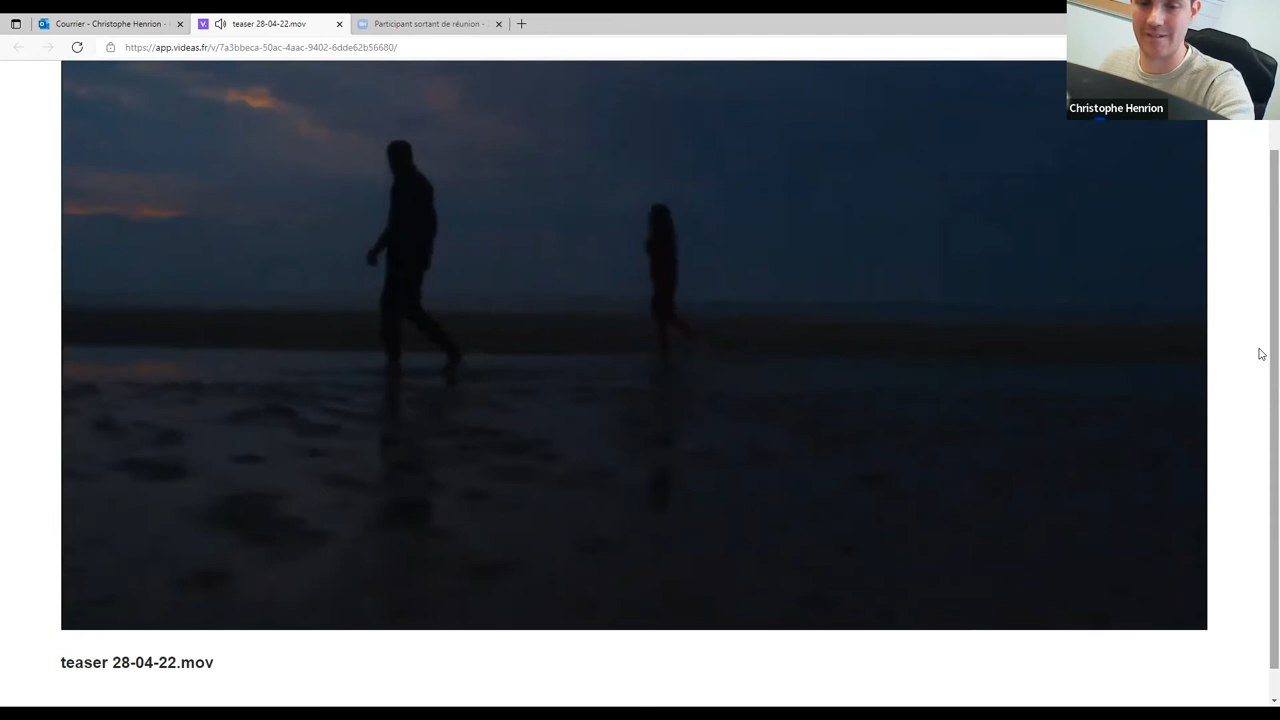 Courrier - Christophe Henrion -
teaser 28-04-22.mov
Participant sortant de réunion -
https://app.videas.fr/v/7a3bbeca-50ac-4aac-9402-6dde62b56680/
Christophe Henrion
teaser 28-04-22.mov